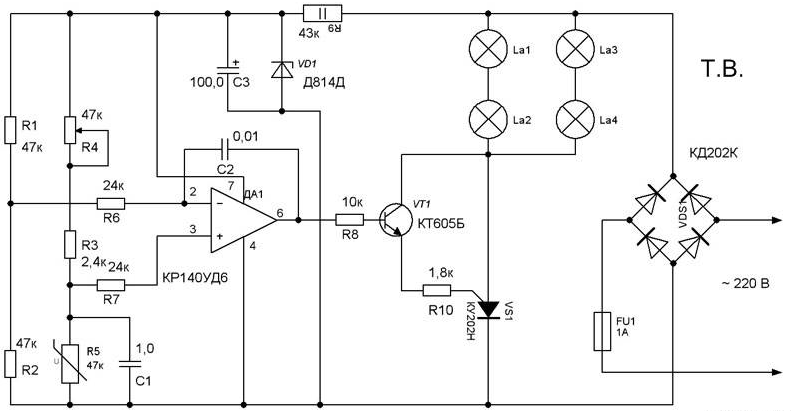 43к
R9
La1
La3
Т.В.
VD1
100,0
C3
Д814Д
47к
R1
47к
R4
0,01
C2
La2
La4
КД202К
24к
R6
2
7
ДА1
6
10к
R8
VT1
КТ605Б
VDS1
R3
2,4к
24к
R7
3
4
КР140УД6
1,8к
R10
VS1
КУ202Н
~ 220 В
FU1
1А
47к
R2
U
R5
47к
1,0
C1